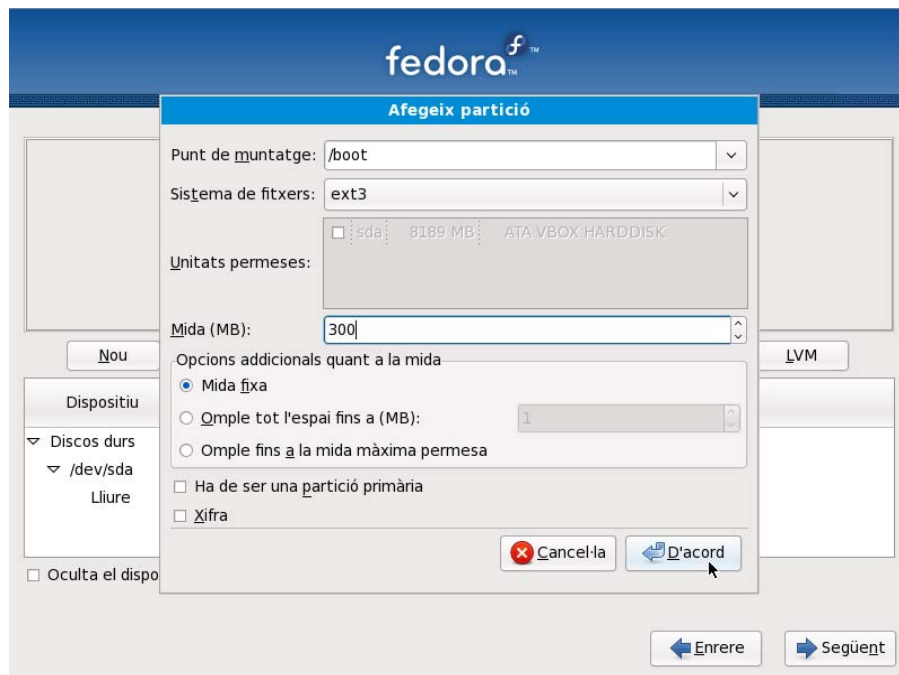 fedora™
Afegeix partició
Punt de muntatge: /boot
Sistema de fitxers: ext3
Unitats permeses:
sda 8189 MB ATA VBOX HARDDISK
Mida (MB): 300
Opcions addicionals quant a la mida
Mida fixa
Omple tot l'espai fins a (MB): 1
Omple fins a la mida màxima permesa
Ha de ser una partició primària
Xifra
Cancel·la D'acord
Nou LVM
Dispositiu
Discos durs
/dev/sda
Lliure
Oculta el dispo
Enrere Següent